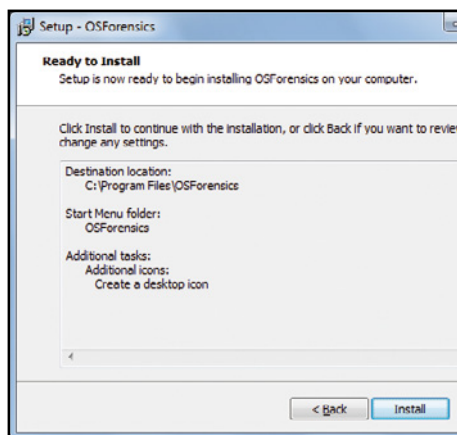 Setup - OSForensics
Ready to Install
Setup is now ready to begin installing OSForensics on your computer.
Click Install to continue with the installation, or click Back if you want to review
change any settings.
Destination location:
C:\Program Files\OSForensics
Start Menu folder:
OSForensics
Additional tasks:
Additional icons:
Create a desktop icon
< Back
Install